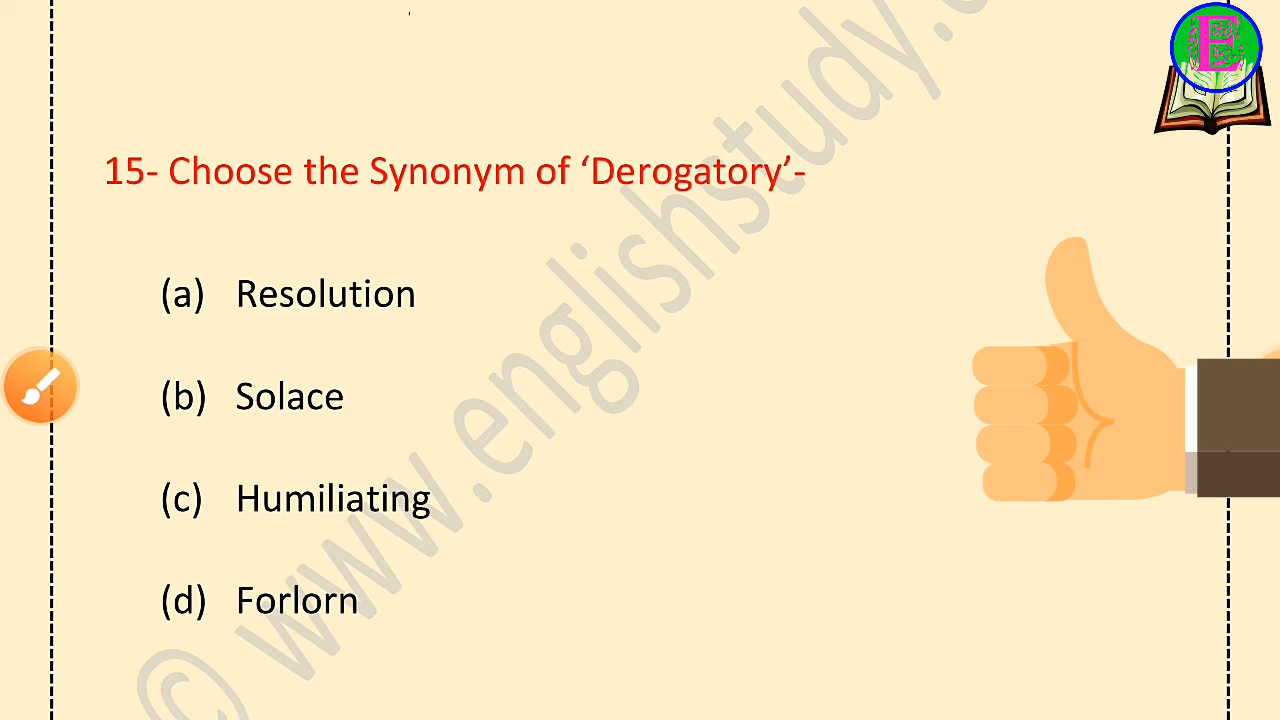 E
15- Choose the Synonym of ‘Derogatory’-
(a) Resolution
(b) Solace
(c) Humiliating
(d) Forlorn
© www.englishstudy.